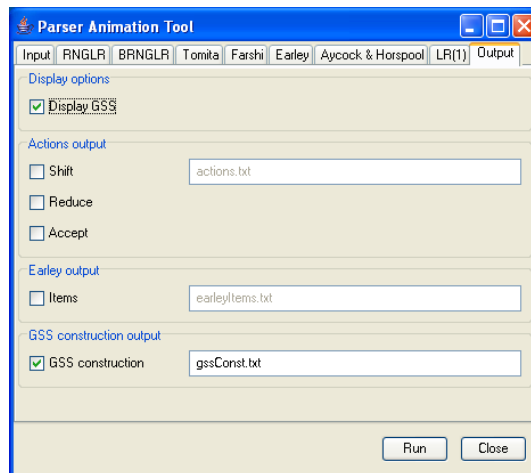 Parser Animation Tool
Input RNGLR BRNGLR Tomita Farshi Earley Aycock & Horspool LR(1) Output
Display options
Display GSS
Actions output
Shift actions.txt
Reduce
Accept
Earley output
Items earleyItems.txt
GSS construction output
GSS construction gssConst.txt
Run Close